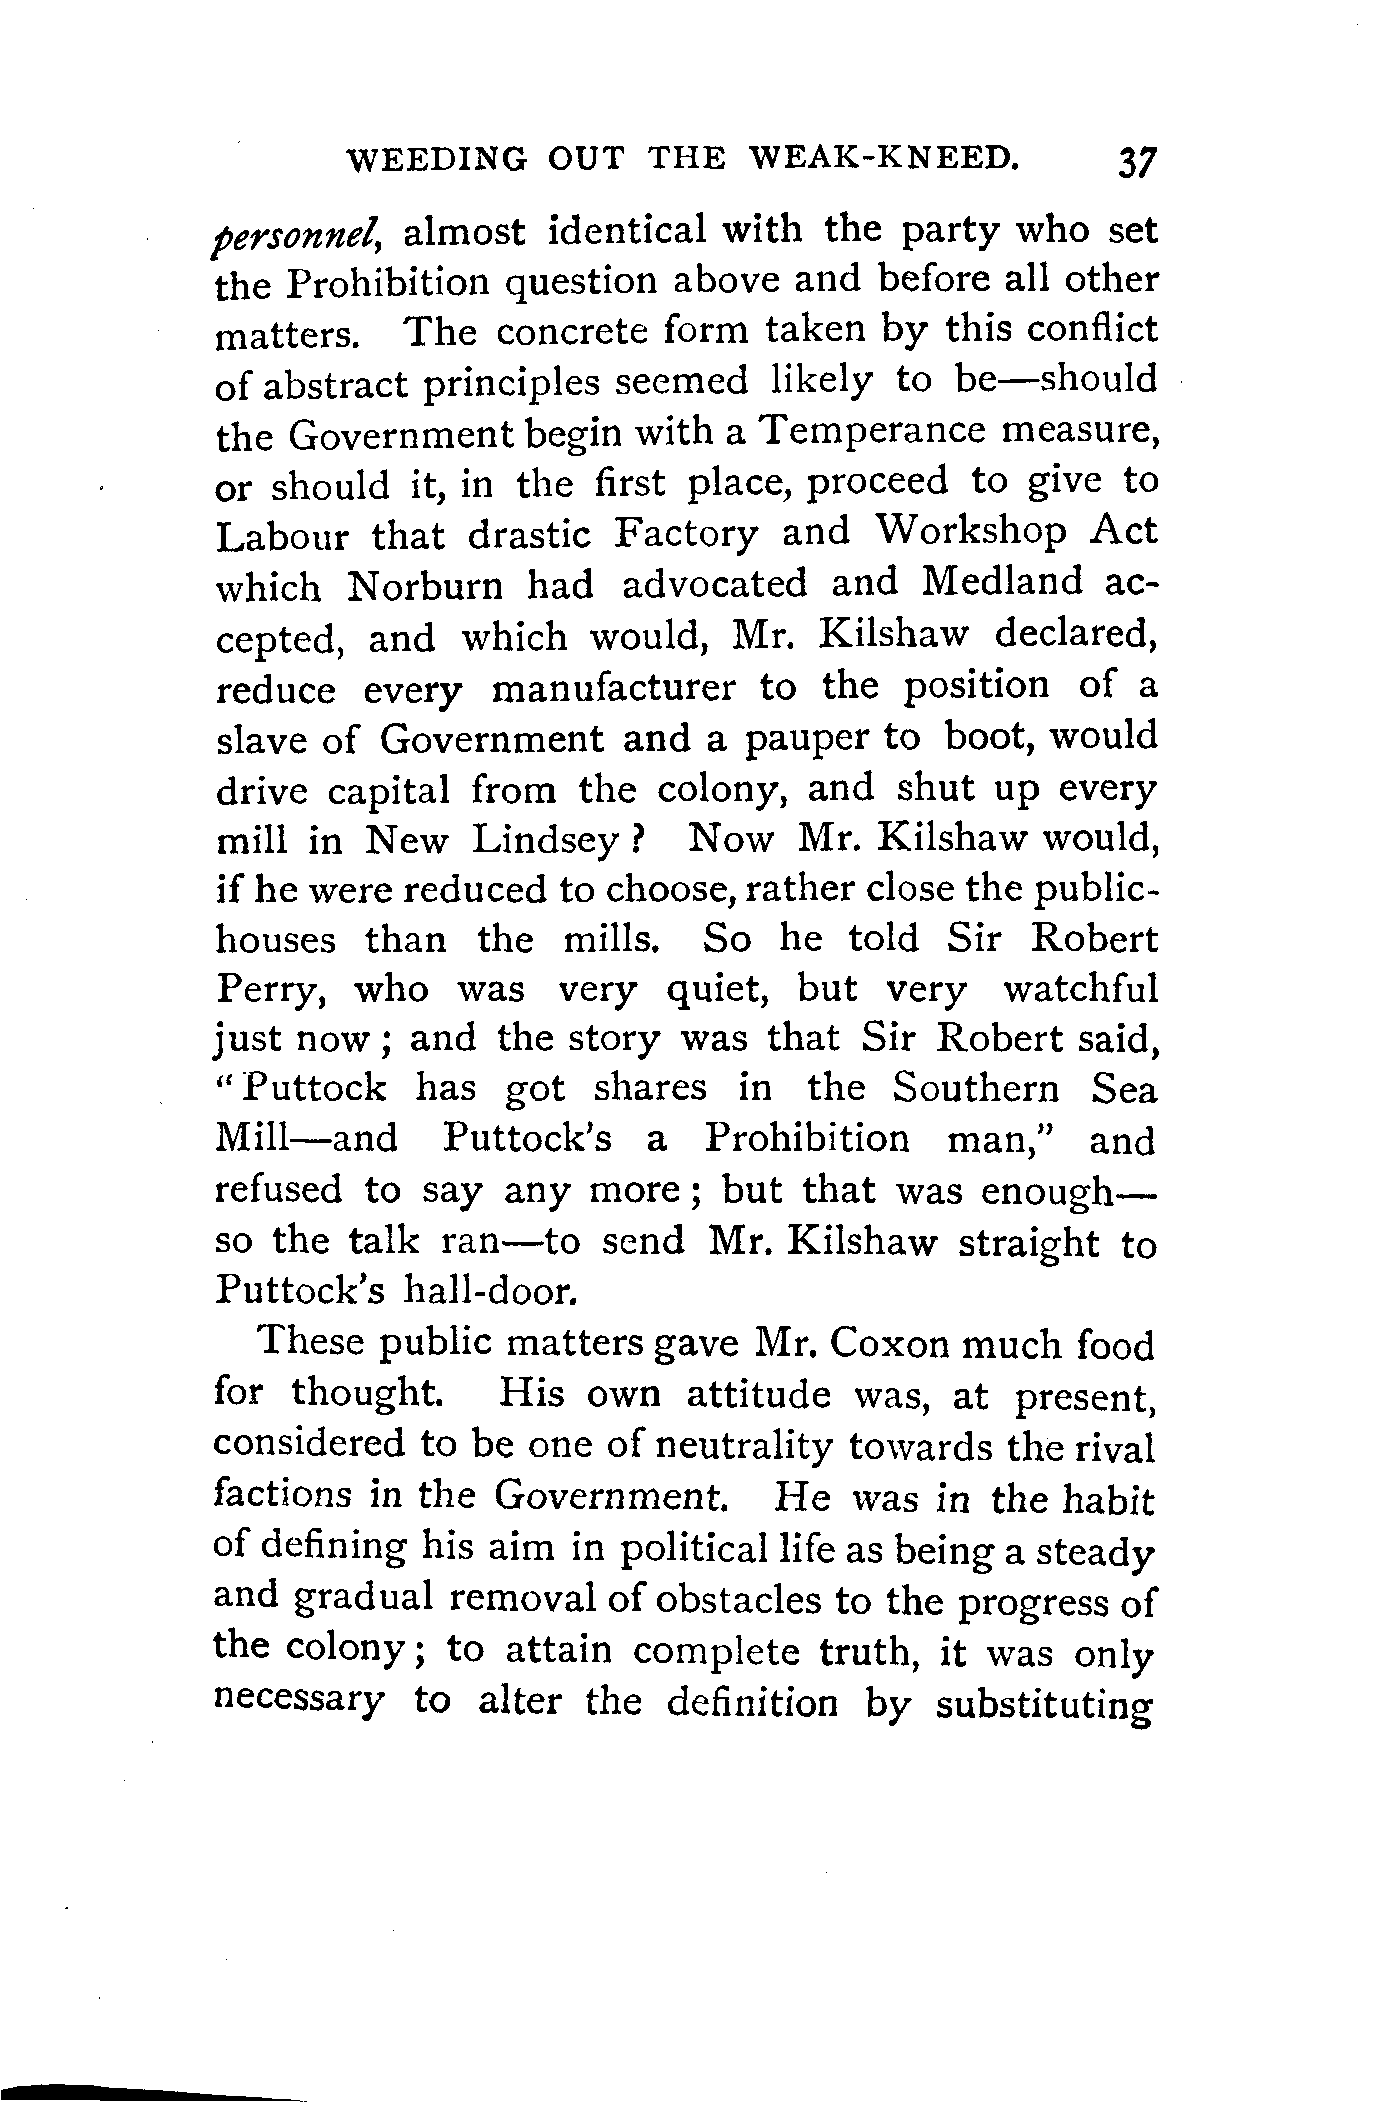 WEEDING OUT THE WEAK-KNEED. 37
personnel, almost identical with the party who set
the Prohibition question above and before all other
matters. The concrete form taken by this conflict
of abstract principles seemed likely to be—should
the Government begin with a Temperance measure,
or should it, in the first place, proceed to give to
Labour that drastic Factory and Workshop Act
which Norburn had advocated and Medland ac-
cepted, and which would, Mr. Kilshaw declared,
reduce every manufacturer to the position of a
slave of Government and a pauper to boot, would
drive capital from the colony, and shut up every
mill in New Lindsey ? Now Mr. Kilshaw would,
if he were reduced to choose, rather close the public-
houses than the mills. So he told Sir Robert
Perry, who was very quiet, but very watchful
just now ; and the story was that Sir Robert said,
“Puttock has got shares in the Southern Sea
Mill—and Puttock's a Prohibition man,” and
refused to say any more ; but that was enough—
so the talk ran—to send Mr. Kilshaw straight to
Puttock's hall-door.
These public matters gave Mr. Coxon much food
for thought. His own attitude was, at present,
considered to be one of neutrality towards the rival
factions in the Government. He was in the habit
of defining his aim in political life as being a steady
and gradual removal of obstacles to the progress of
the colony ; to attain complete truth, it was only
necessary to alter the definition by substituting